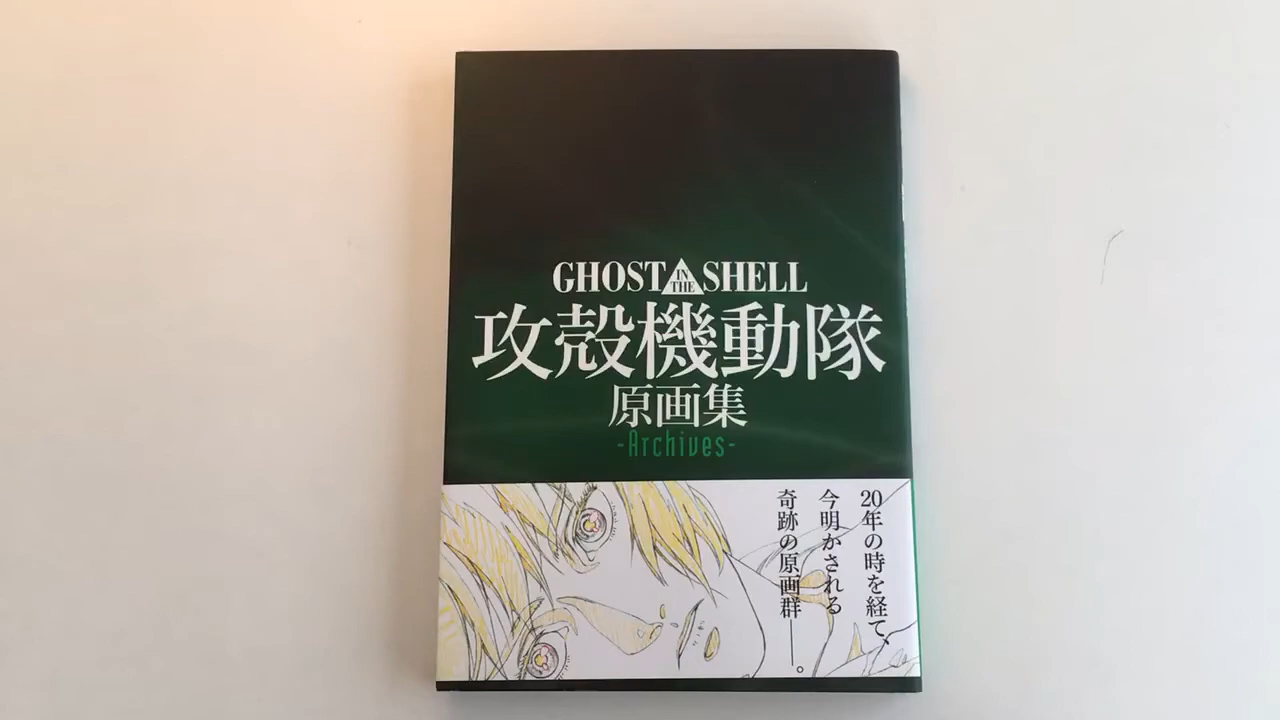 GHOST IN THE SHELL
攻殻機動隊
原画集
-Archives-
20年の時を経て、
今明かされる
奇跡の原画群――。